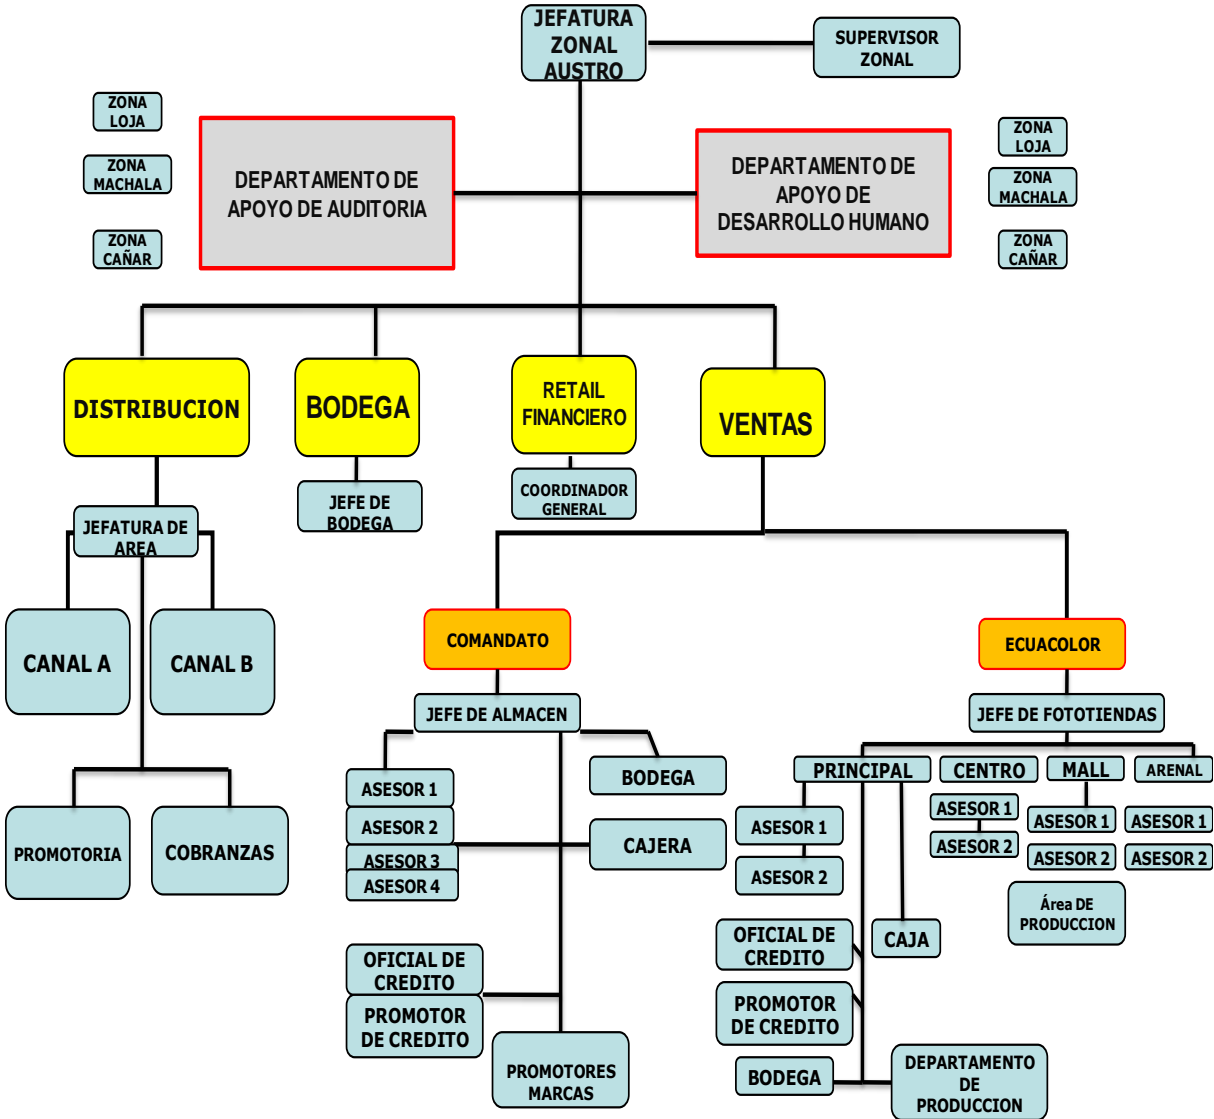 JEFATURA
ZONAL
AUSTRO
SUPERVISOR
ZONAL
ZONA
LOJA
ZONA
MACHALA
ZONA
CAÑAR
DEPARTAMENTO DE
APOYO DE AUDITORIA
DEPARTAMENTO DE
APOYO DE
DESARROLLO HUMANO
ZONA
LOJA
ZONA
MACHALA
ZONA
CAÑAR
DISTRIBUCION
BODEGA
RETAIL
FINANCIERO
VENTAS
JEFATURA DE
AREA
JEFE DE
BODEGA
COORDINADOR
GENERAL
CANAL A
CANAL B
PROMOTORIA
COBRANZAS
COMANDATO
JEFE DE ALMACEN
ASESOR 1
ASESOR 2
ASESOR 3
ASESOR 4
BODEGA
CAJERA
OFICIAL DE
CREDITO
PROMOTOR
DE CREDITO
PROMOTORES
MARCAS
ECUACOLOR
JEFE DE FOTOTIENDAS
PRINCIPAL
CENTRO
MALL
ARENAL
ASESOR 1
ASESOR 2
ASESOR 1
ASESOR 2
ASESOR 1
ASESOR 2
ASESOR 1
ASESOR 2
Área DE
PRODUCCION
OFICIAL DE
CREDITO
CAJA
PROMOTOR
DE CREDITO
BODEGA
DEPARTAMENTO
DE
PRODUCCION